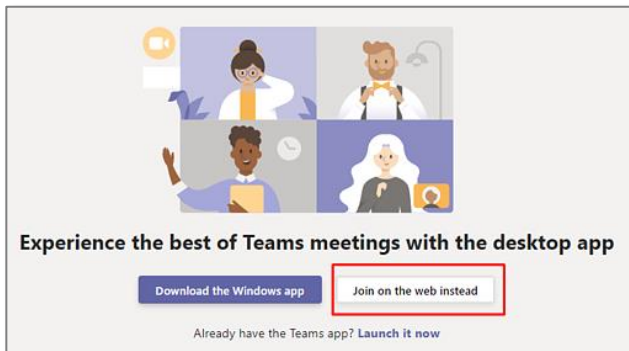 Experience the best of Teams meetings with the desktop app
Download the Windows app
Join on the web instead
Already have the Teams app? Launch it now